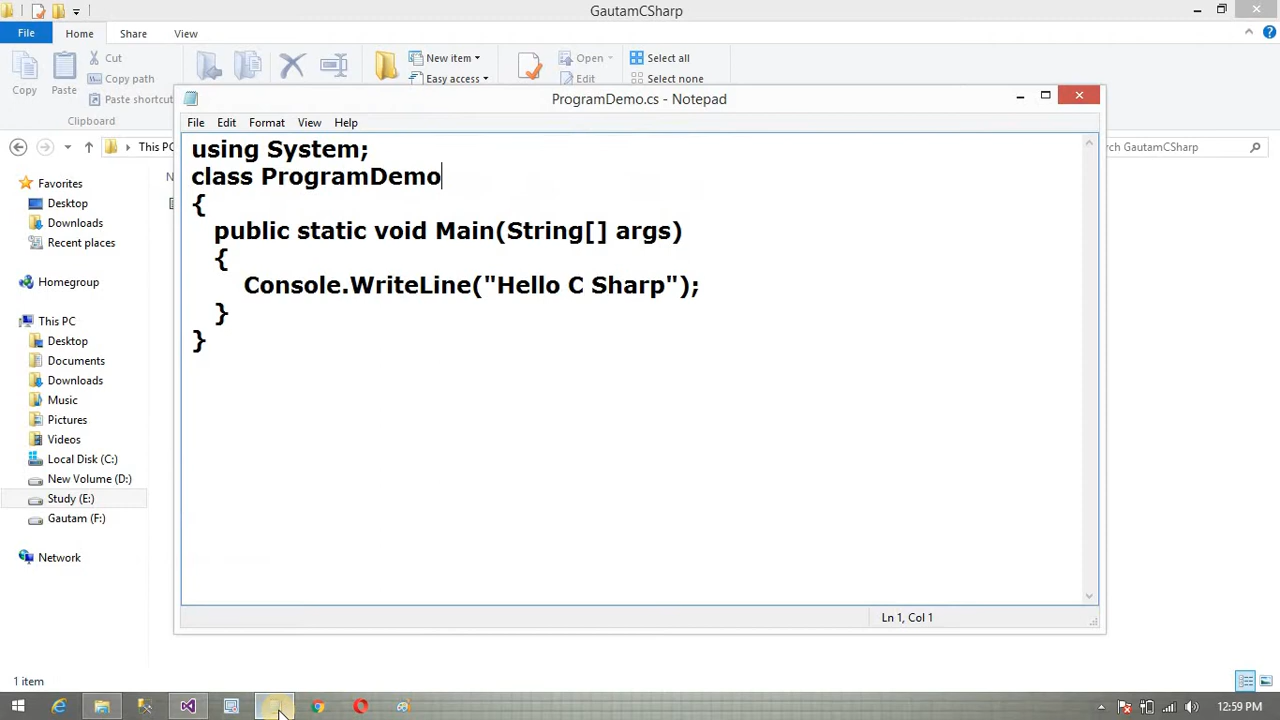 GautamCSharp
File Home Share View
Copy Paste Cut Copy path Paste shortcut New item Easy access Open Edit Select all Select none
Clipboard
ProgramDemo.cs - Notepad
File Edit Format View Help
This PC
rch GautamCSharp
using System;
class ProgramDemo
{
public static void Main(String[] args)
{
Console.WriteLine("Hello C Sharp");
}
}
Favorites
Desktop
Downloads
Recent places
Homegroup
This PC
Desktop
Documents
Downloads
Music
Pictures
Videos
Local Disk (C:)
New Volume (D:)
Study (E:)
Gautam (F:)
Network
Ln 1, Col 1
1 item
12:59 PM